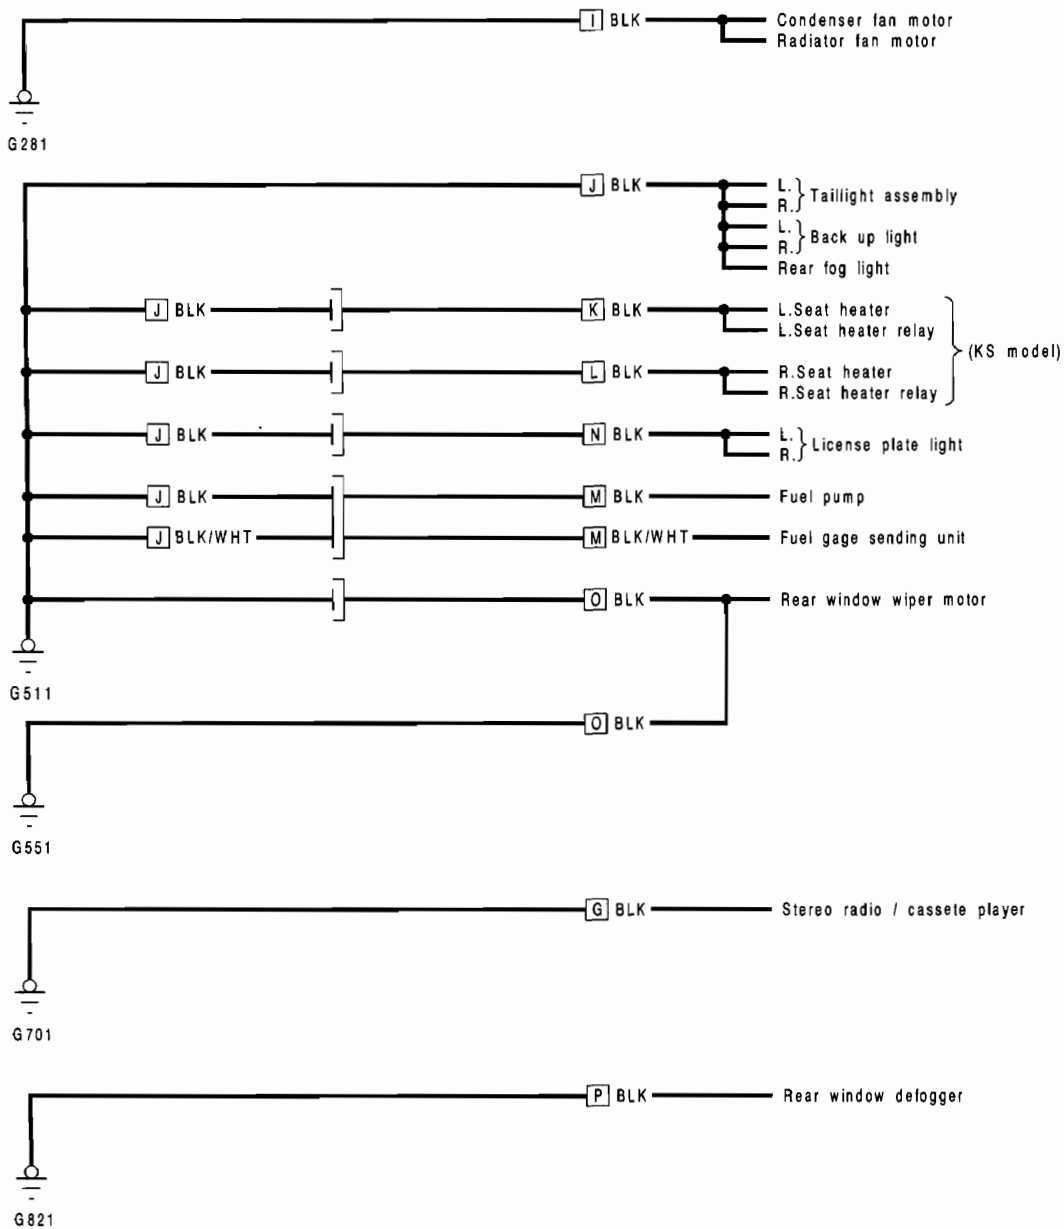 I BLK Condenser fan motor
Radiator fan motor
G281
J BLK L. Taillight assembly
R.
L. Back up light
R.
Rear fog light
J BLK K BLK L.Seat heater
L.Seat heater relay
(KS model)
J BLK L BLK R.Seat heater
R.Seat heater relay
J BLK N BLK L. License plate light
R.
J BLK M BLK Fuel pump
J BLK/WHT M BLK/WHT Fuel gage sending unit
O BLK Rear window wiper motor
G511
O BLK
G551
G BLK Stereo radio / cassete player
G701
P BLK Rear window defogger
G821